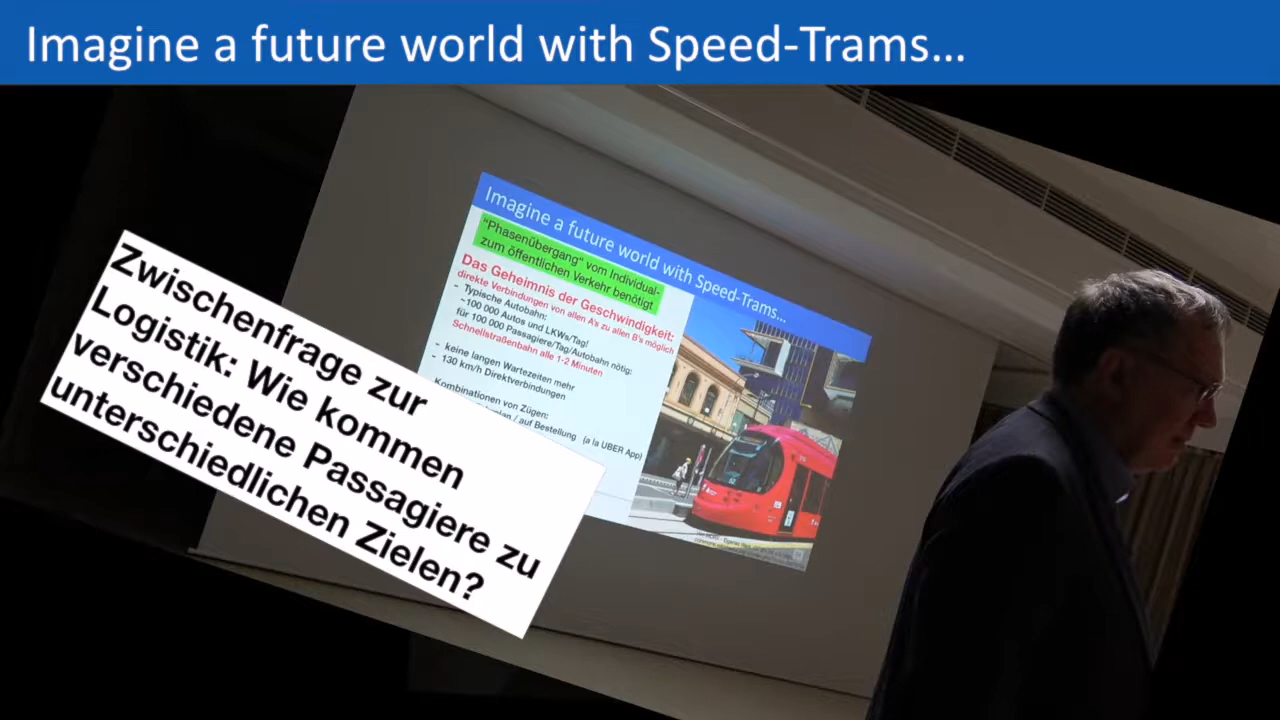 Imagine a future world with Speed-Trams...
Imagine a future world with Speed-Trams...
"Phasenübergang" vom Individual-
zum öffentlichen Verkehr benötigt.
Das Geheimnis der Geschwindigkeit:
direkte Verbindungen von allen A's zu allen B's möglich
- Typische Autobahn:
~100 000 Autos und LKWs/Tag!
für 100 000 Passagiere/Tag/Autobahn nötig:
Schnellstraßenbahn alle 1-2 Minuten
- keine langen Wartezeiten mehr
- 130 km/h Direktverbindungen
Kombinationen von Zügen:
/ auf Bestellung (a la UBER App)
Zwischenfrage zur
Logistik: Wie kommen
verschiedene Passagiere zu
unterschiedlichen Zielen?